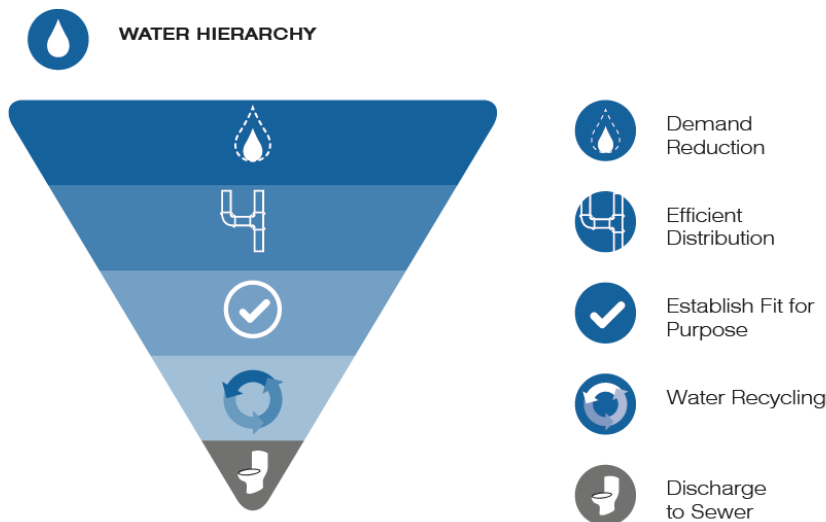 WATER HIERARCHY
Demand
Reduction
Efficient
Distribution
Establish Fit for
Purpose
Water Recycling
Discharge
to Sewer